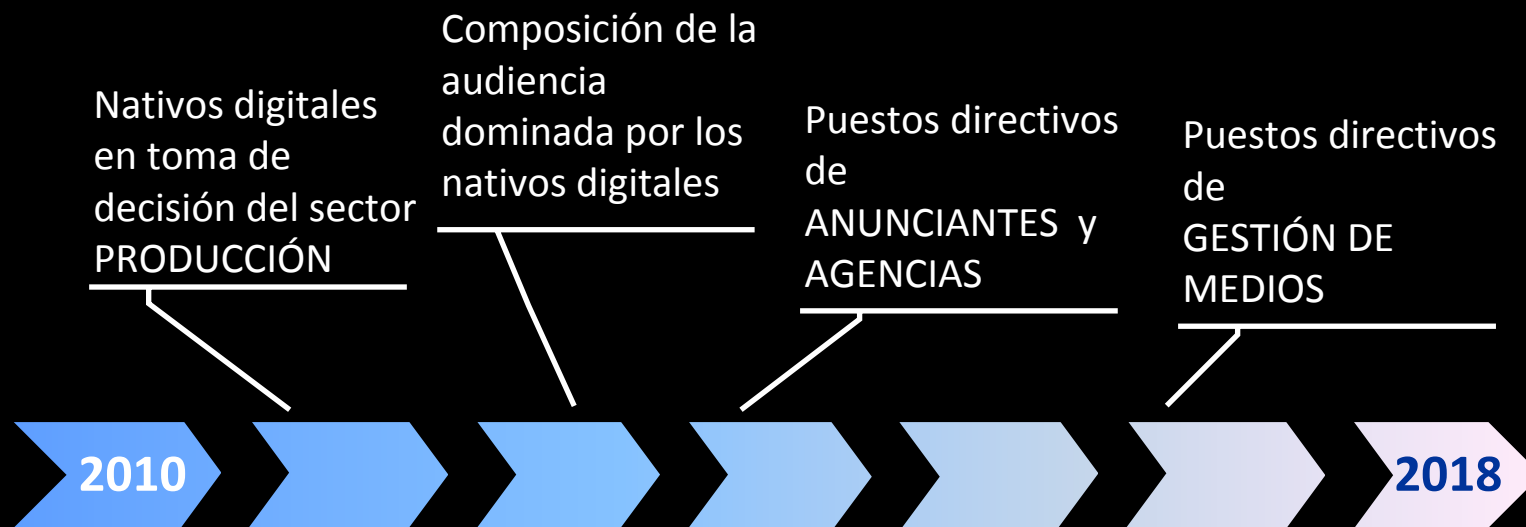 Nativos digitales
en toma de
decisión del sector
PRODUCCIÓN
Composición de la
audiencia
dominada por los
nativos digitales
Puestos directivos
de
ANUNCIANTES y
AGENCIAS
Puestos directivos
de
GESTIÓN DE
MEDIOS
2010
2018